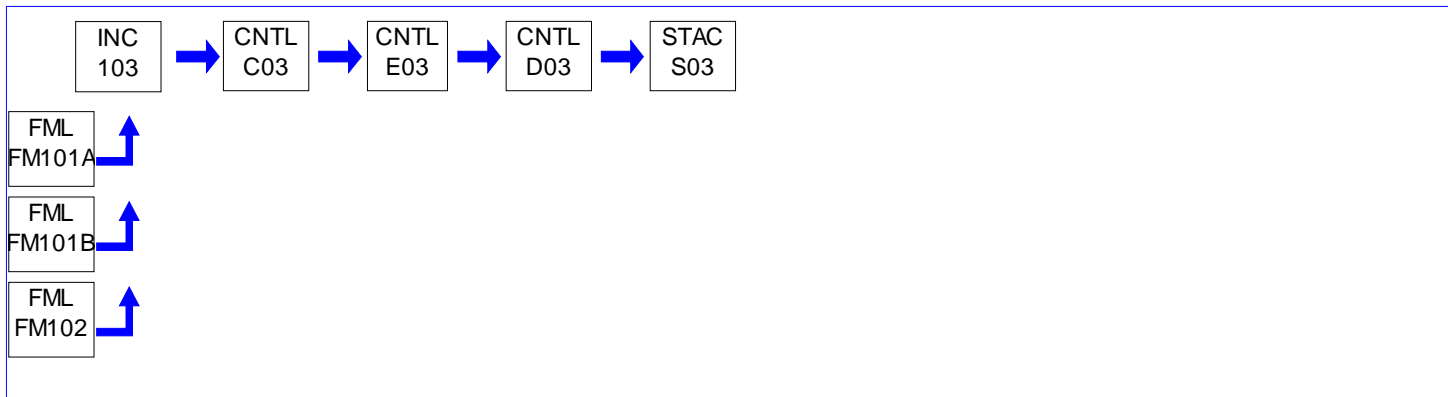 INC
103
CNTL
C03
CNTL
E03
CNTL
D03
STAC
S03
FML
FM101A
FML
FM101B
FML
FM102